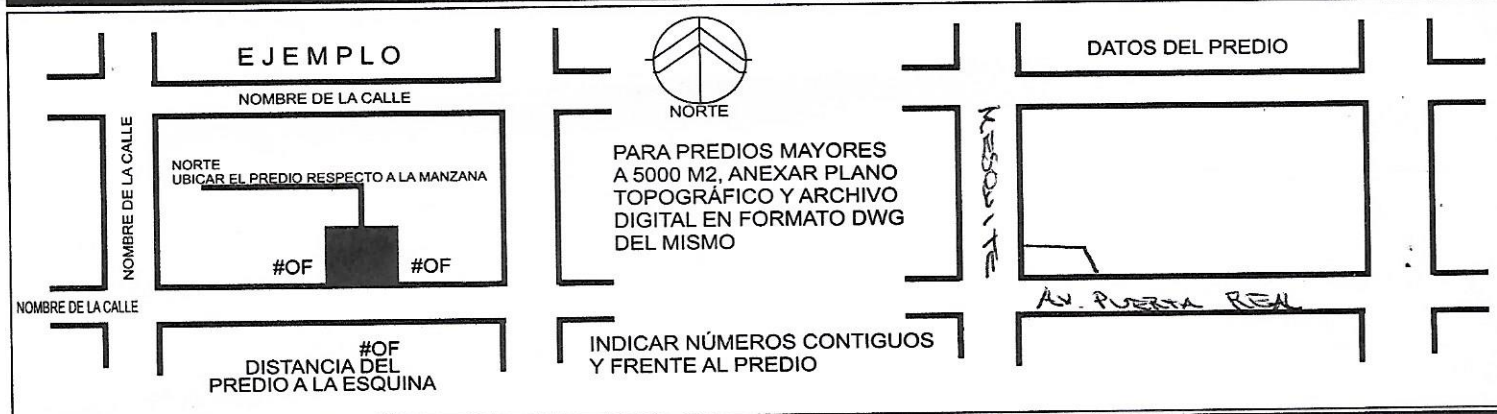 EJEMPLO
NOMBRE DE LA CALLE
NOMBRE DE LA CALLE
NORTE
UBICAR EL PREDIO RESPECTO A LA MANZANA
#OF
#OF
NOMBRE DE LA CALLE
#OF
DISTANCIA DEL
PREDIO A LA ESQUINA
NORTE
PARA PREDIOS MAYORES
A 5000 M2, ANEXAR PLANO
TOPOGRÁFICO Y ARCHIVO
DIGITAL EN FORMATO DWG
DEL MISMO
INDICAR NÚMEROS CONTIGUOS
Y FRENTE AL PREDIO
DATOS DEL PREDIO
MESQUITE
AV. PUERTA REAL